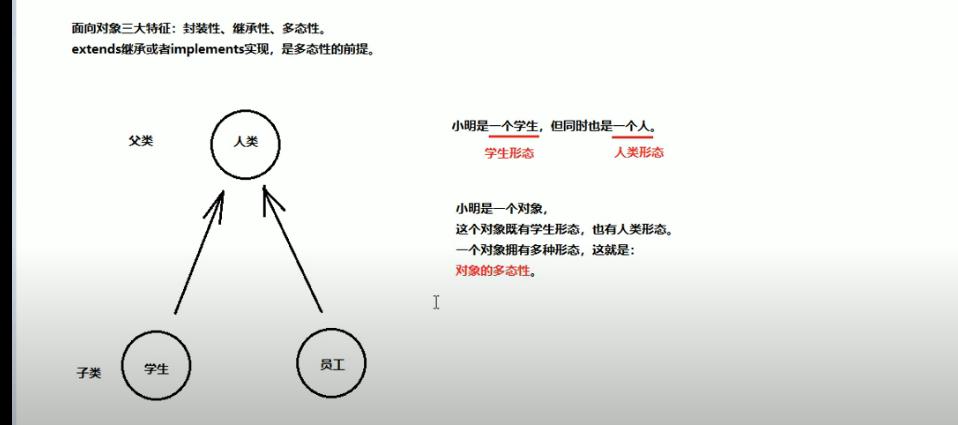 面向对象三大特征：封装性、继承性、多态性。
extends继承或者implements实现，是多态性的前提。
父类
人类
小明是一个学生，但同时也是一个人。
学生形态
人类形态
小明是一个对象，
这个对象既有学生形态，也有人类形态。
一个对象拥有多种形态，这就是：
对象的多态性。
子类
学生
员工